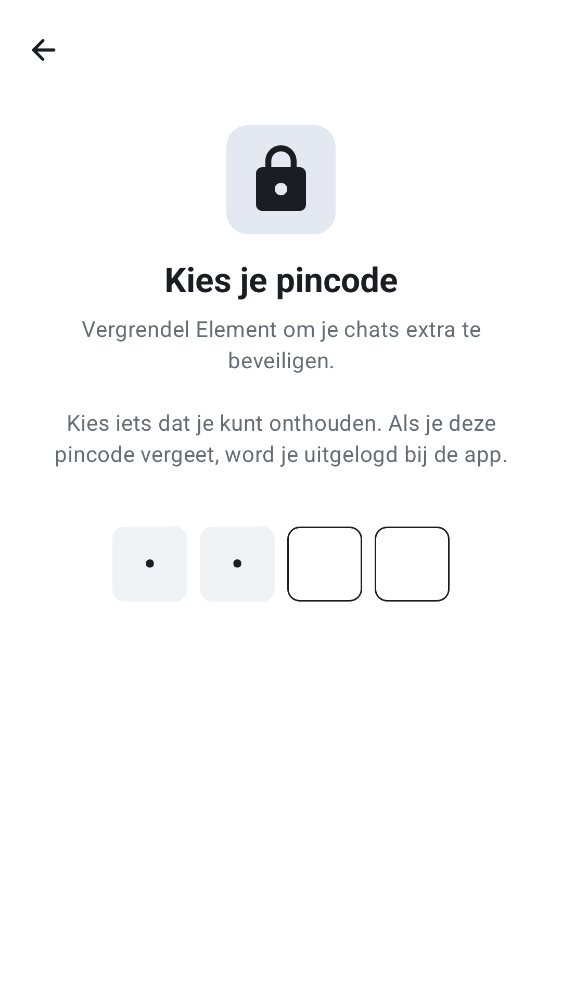 Kies je pincode
Vergrendel Element om je chats extra te
beveiligen.
Kies iets dat je kunt onthouden. Als je deze
pincode vergeet, word je uitgelogd bij de app.